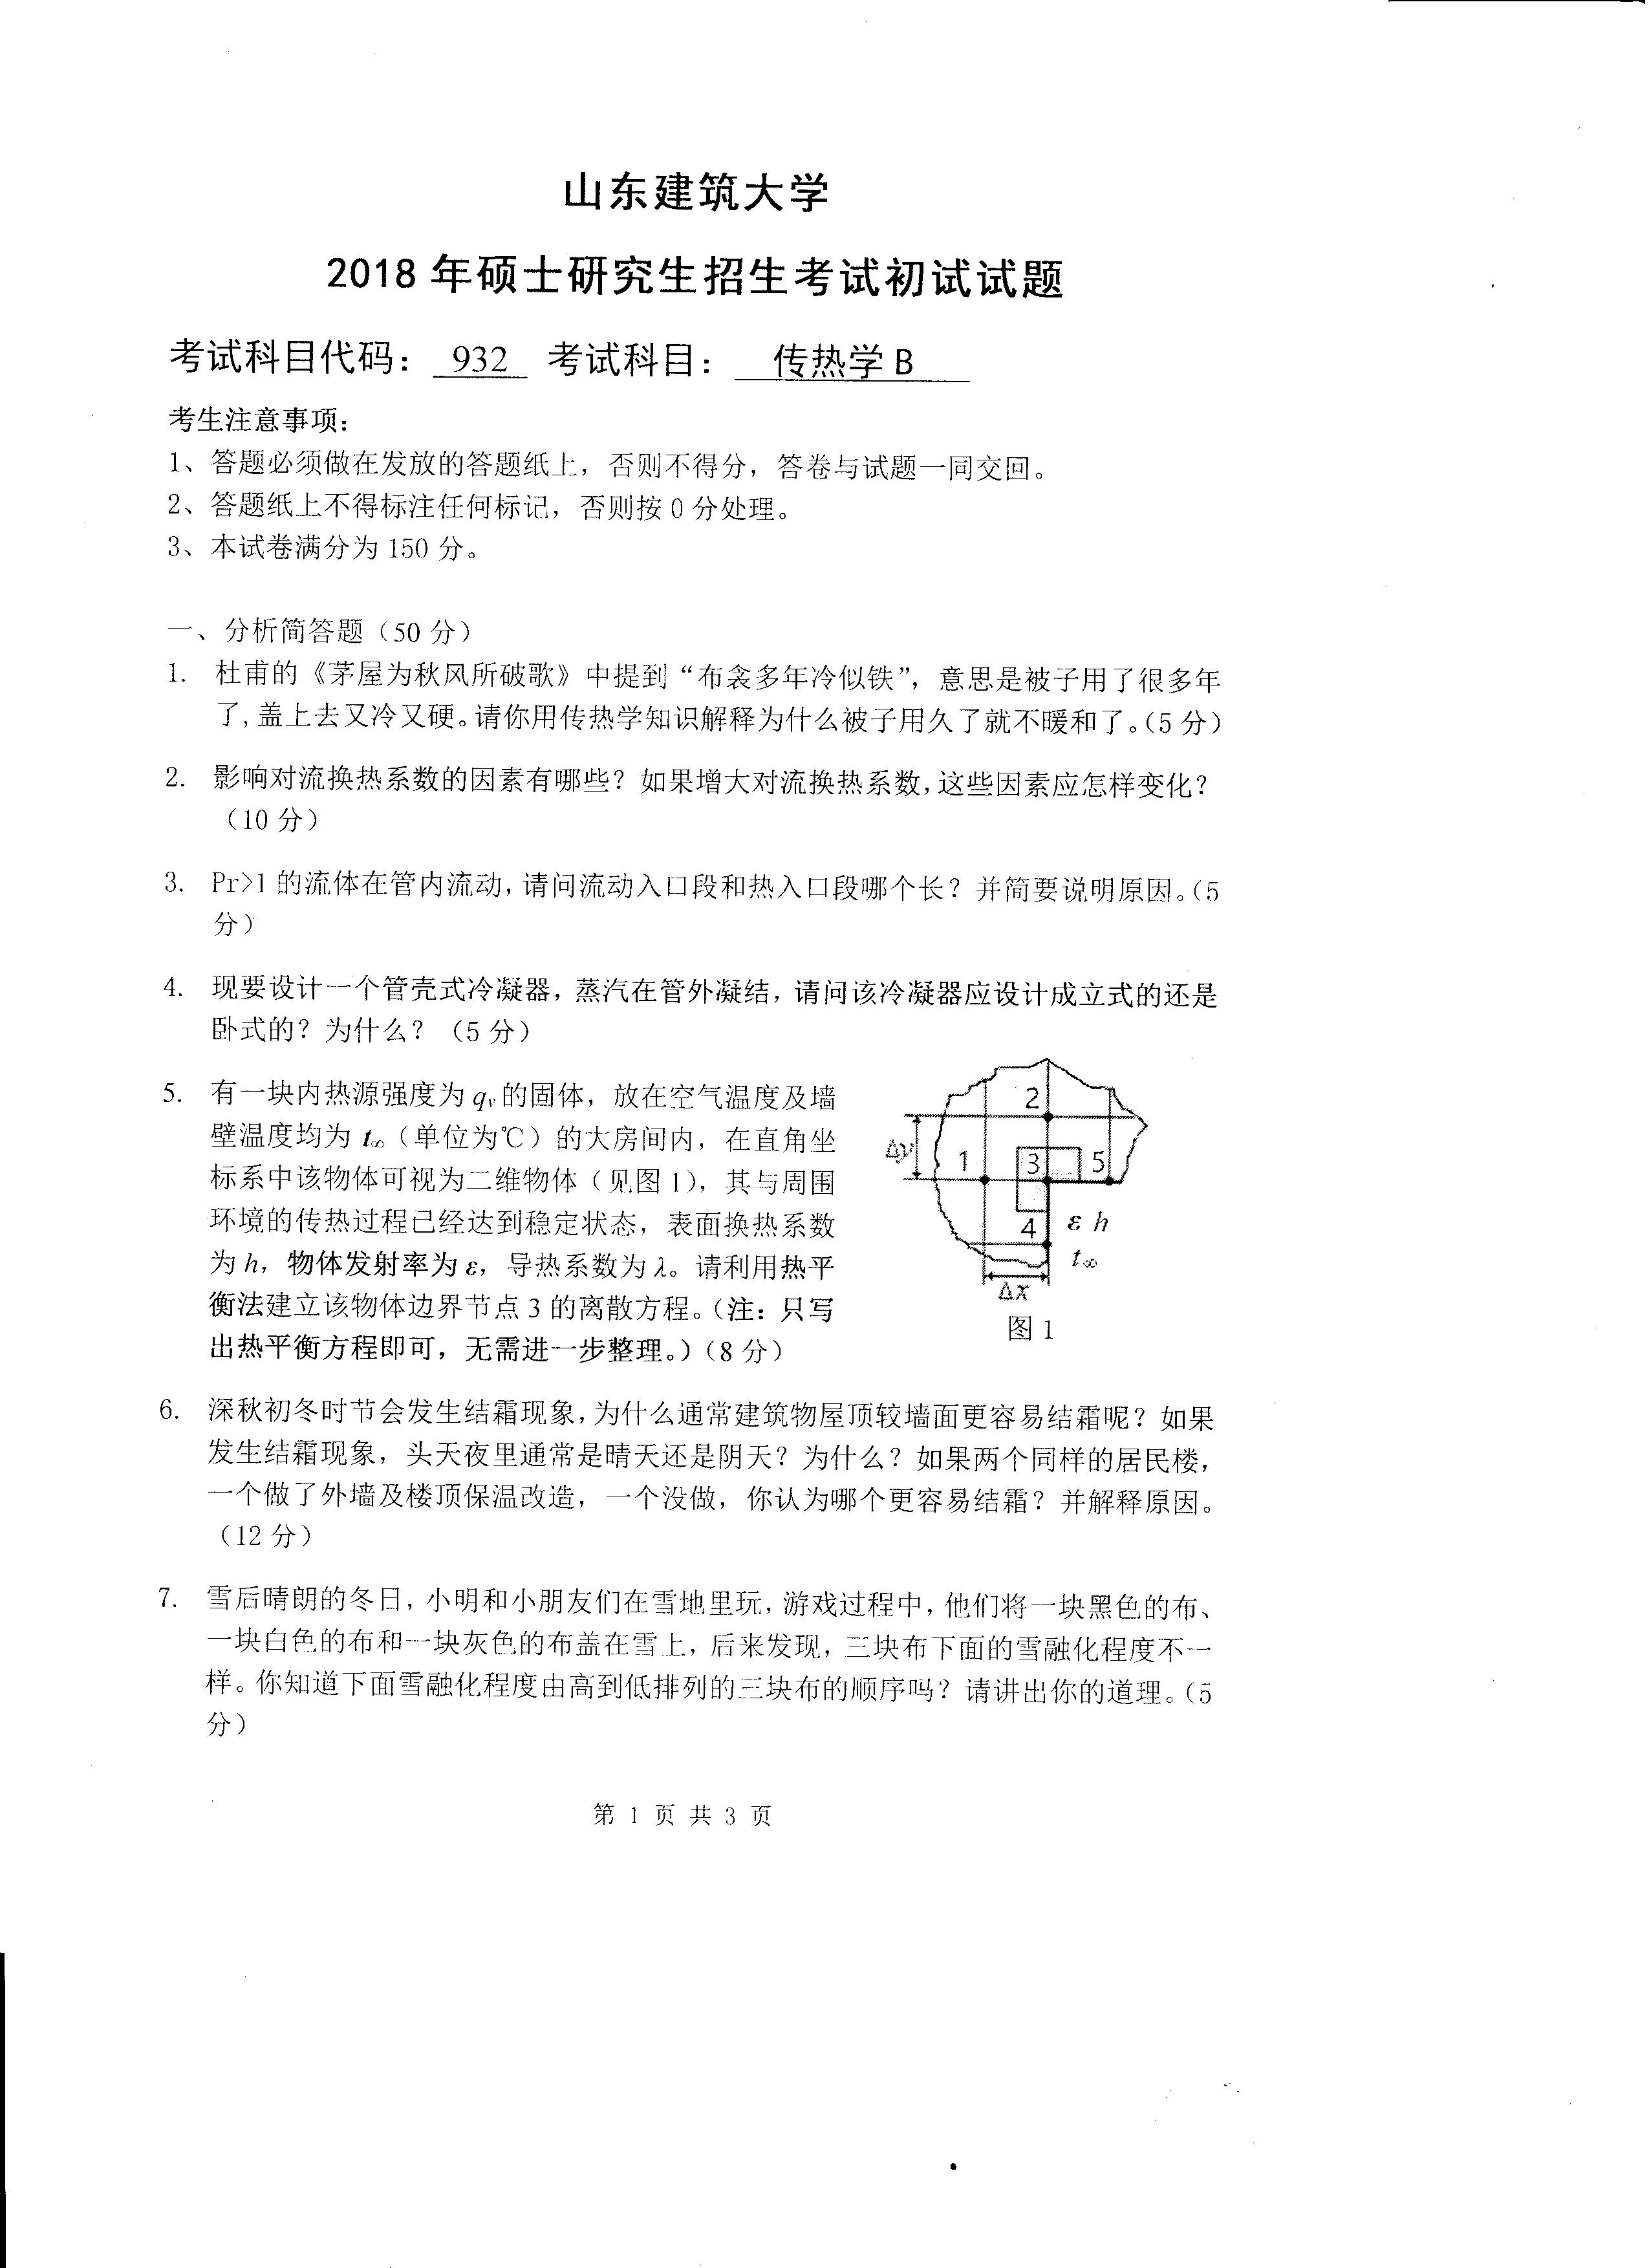 山东建筑大学
2018 年硕士研究生招生考试初试试题
考试科目代码： 932 考试科目： 传热学 B
考生注意事项：
1、答题必须做在发放的答题纸上，否则不得分，答卷与试题一同交回。
2、答题纸上不得标注任何标记，否则按 0 分处理。
3、本试卷满分为 150 分。
一、分析简答题（50 分）
1. 杜甫的《茅屋为秋风所破歌》中提到“布衾多年冷似铁”，意思是被子用了很多年
了，盖上去又冷又硬。请你用传热学知识解释为什么被子用久了就不暖和了。（5 分）
2. 影响对流换热系数的因素有哪些？如果增大对流换热系数，这些因素应怎样变化？
（10 分）
3. Pr>1 的流体在管内流动，请问流动入口段和热入口段哪个长？并简要说明原因。（5
分）
4. 现要设计一个管壳式冷凝器，蒸汽在管外凝结，请问该冷凝器应设计成立式的还是
卧式的？为什么？（5 分）
5. 有一块内热源强度为 qv 的固体，放在空气温度及墙
壁温度均为 t∞（单位为℃）的大房间内，在直角坐
标系中该物体可视为二维物体（见图 1），其与周围
环境的传热过程已经达到稳定状态，表面换热系数
为 h，物体发射率为 ε，导热系数为 λ。请利用热平
衡法建立该物体边界节点 3 的离散方程。（注：只写
出热平衡方程即可，无需进一步整理。）（8 分）
2
Δy
1 3 5
4 ε h
t∞
Δx
图 1
6. 深秋初冬时节会发生结霜现象，为什么通常建筑物屋顶较墙面更容易结霜呢？如果
发生结霜现象，头天夜里通常是晴天还是阴天？为什么？如果两个同样的居民楼，
一个做了外墙及楼顶保温改造，一个没做，你认为哪个更容易结霜？并解释原因。
（12 分）
7. 雪后晴朗的冬日，小明和小朋友们在雪地里玩，游戏过程中，他们将一块黑色的布、
一块白色的布和一块灰色的布盖在雪上，后来发现，三块布下面的雪融化程度不一
样。你知道下面雪融化程度由高到低排列的三块布的顺序吗？请讲出你的道理。（5
分）
第 1 页 共 3 页